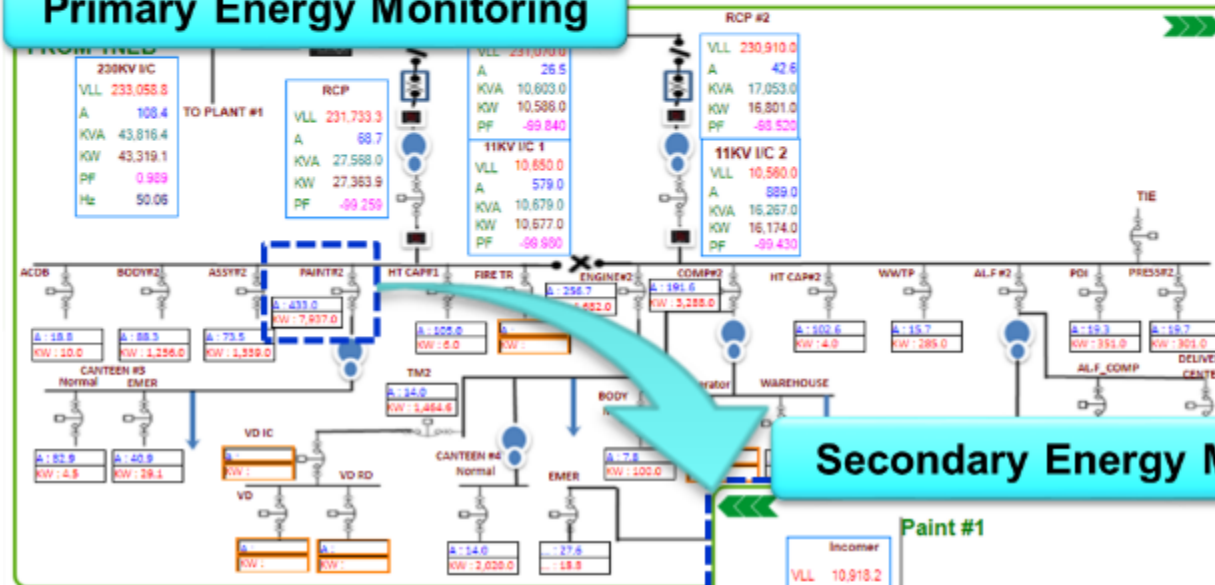 Primary Energy Monitoring
230KV I/C
VLL 233,058.8
A 108.4
KVA 43,816.4
KW 43,319.1
PF 0.989
Hz 50.06
TO PLANT #1
RCP
VLL 231,733.3
A 68.7
KVA 27,568.0
KW 27,363.9
PF -99.259
A 26.5
KVA 10,603.0
KW 10,586.0
PF -99.840
11KV I/C 1
VLL 10,650.0
A 579.0
KVA 10,679.0
KW 10,677.0
PF -99.980
RCP #2
VLL 230,910.0
A 42.6
KVA 17,053.0
KW 16,801.0
PF -98.520
11KV I/C 2
VLL 10,560.0
A 889.0
KVA 16,267.0
KW 16,174.0
PF -99.430
TIE
ACDB
A : 18.8
KW : 10.0
BODY#2
A : 88.3
KW : 1,256.0
ASSY#2
A : 73.5
KW : 1,359.0
PAINT#2
A : 433.0
KW : 7,937.0
HT CAP#1
A : 105.0
KW : 6.0
FIRE TR
A :
KW :
ENGINE#2
A : 256.7
COMP#2
A : 191.6
KW : 3,288.0
HT CAP#2
A : 102.6
KW : 4.0
WWTP
A : 15.7
KW : 285.0
AL.F #2
PDI
A : 19.3
KW : 351.0
PRESS#2
A : 19.7
KW : 301.0
CANTEEN #3
Normal
EMER
A : 82.9
KW : 4.5
A : 40.9
KW : 29.1
TM2
A : 14.0
KW : 1,464.6
VD IC
A :
KW :
VD
A :
KW :
VD RD
A :
KW :
CANTEEN #4
Normal
A : 14.0
KW : 2,020.0
EMER
... : 27.6
... : 18.8
BODY
A : 7.8
KW : 100.0
WAREHOUSE
AL.F_COMP
Secondary Energy M
Paint #1
Incomer
VLL 10,918.2